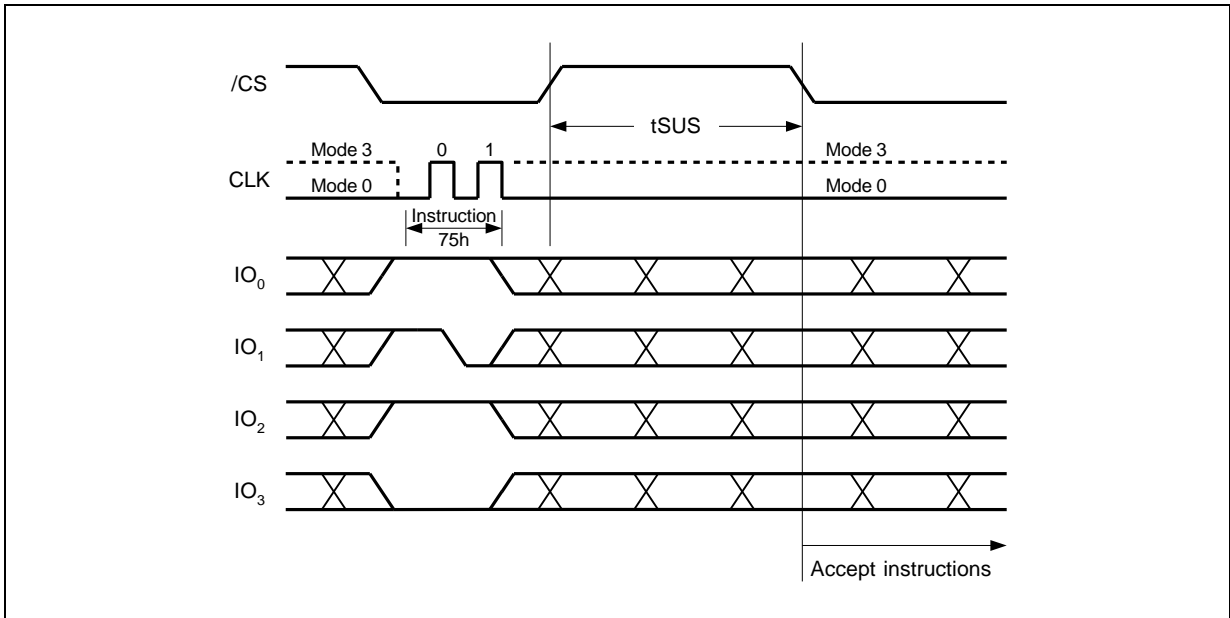 /CS
tSUS
Mode 3 0 1 Mode 3
CLK
Mode 0 Mode 0
Instruction
75h
IO0
IO1
IO2
IO3
Accept instructions